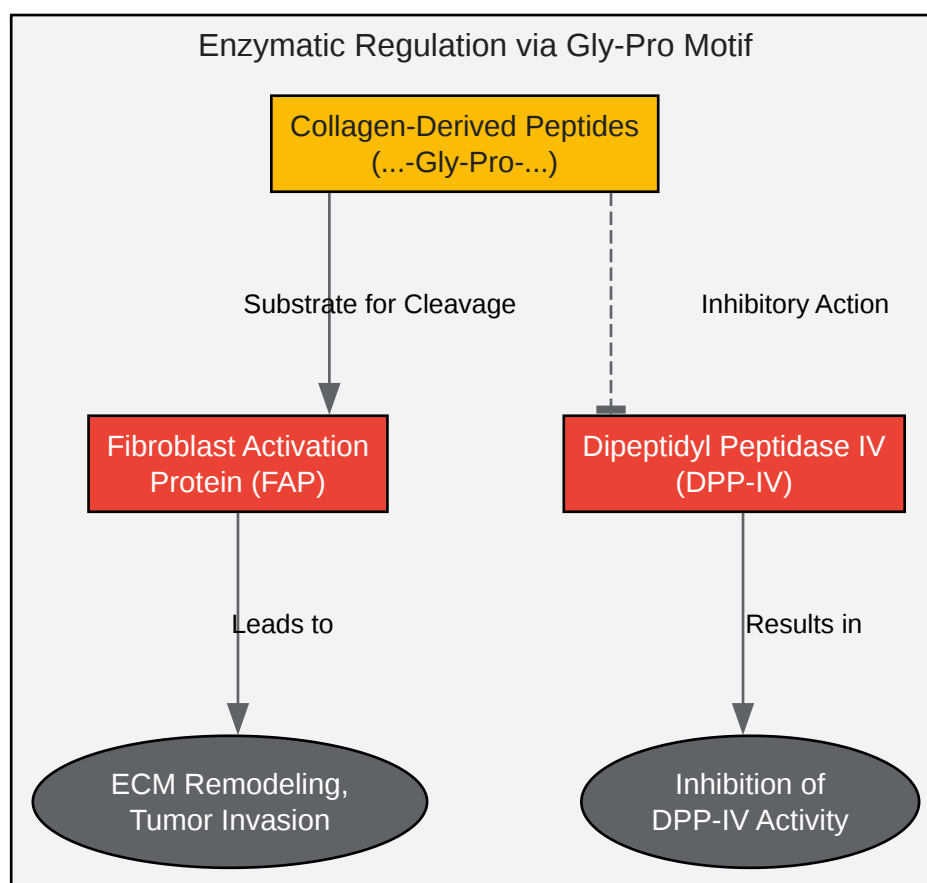 Enzymatic Regulation via Gly-Pro Motif
Collagen-Derived Peptides
(...-Gly-Pro-...)
Substrate for Cleavage
Inhibitory Action
Fibroblast Activation
Protein (FAP)
Dipeptidyl Peptidase IV
(DPP-IV)
Leads to
Results in
ECM Remodeling,
Tumor Invasion
Inhibition of
DPP-IV Activity